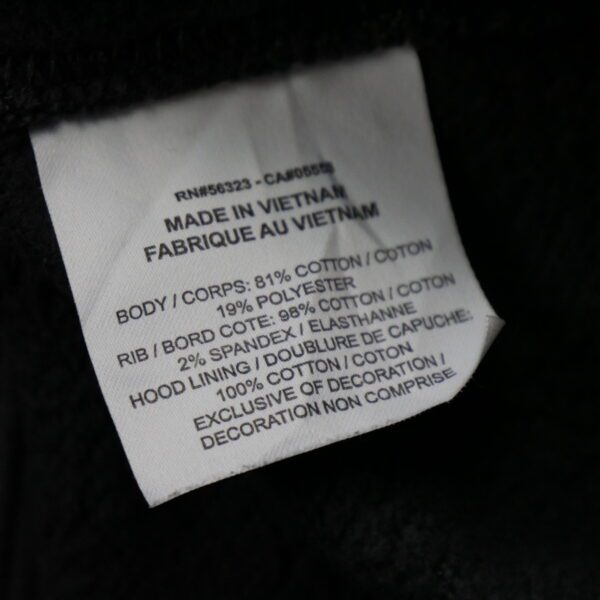 RN#56323 - CA#05553
MADE IN VIETNAM
FABRIQUE AU VIETNAM
BODY / CORPS: 81% COTTON / COTON
19% POLYESTER
RIB / BORD COTE: 98% COTTON / COTON
2% SPANDEX / ELASTHANNE
HOOD LINING / DOUBLURE DE CAPUCHE:
100% COTTON / COTON
EXCLUSIVE OF DECORATION /
DECORATION NON COMPRISE